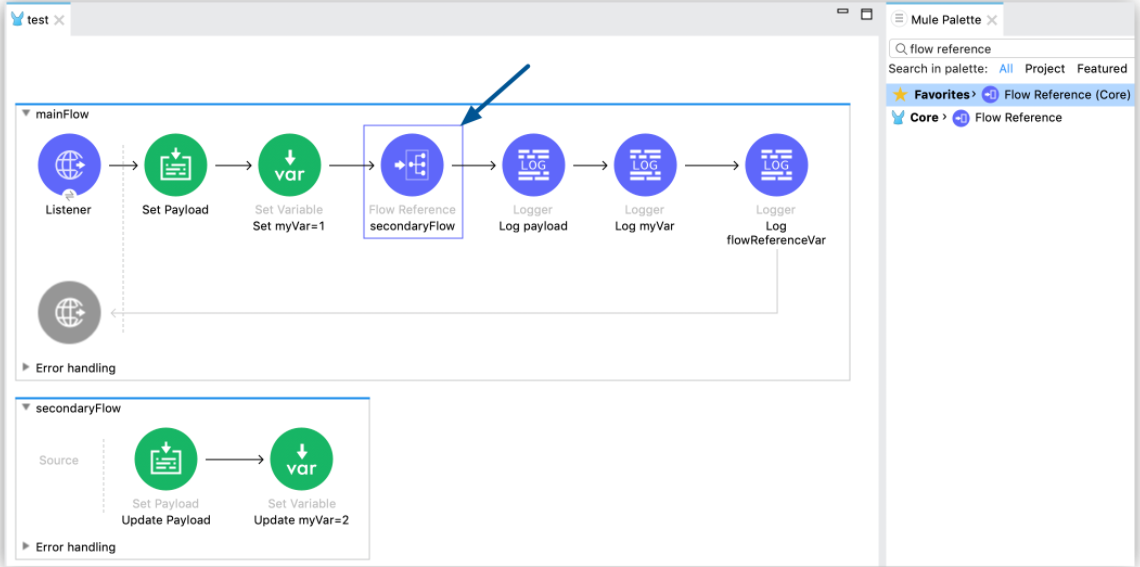 test
Mule Palette
flow reference
Search in palette: All Project Featured
Favorites › Flow Reference (Core)
Core › Flow Reference
mainFlow
LOG LOG LOG
var
Listener
Set Payload
Set Variable
Set myVar=1
Flow Reference
secondaryFlow
Logger
Log payload
Logger
Log myVar
Logger
Log
flowReferenceVar
Error handling
secondaryFlow
Source
var
Set Payload
Update Payload
Set Variable
Update myVar=2
Error handling